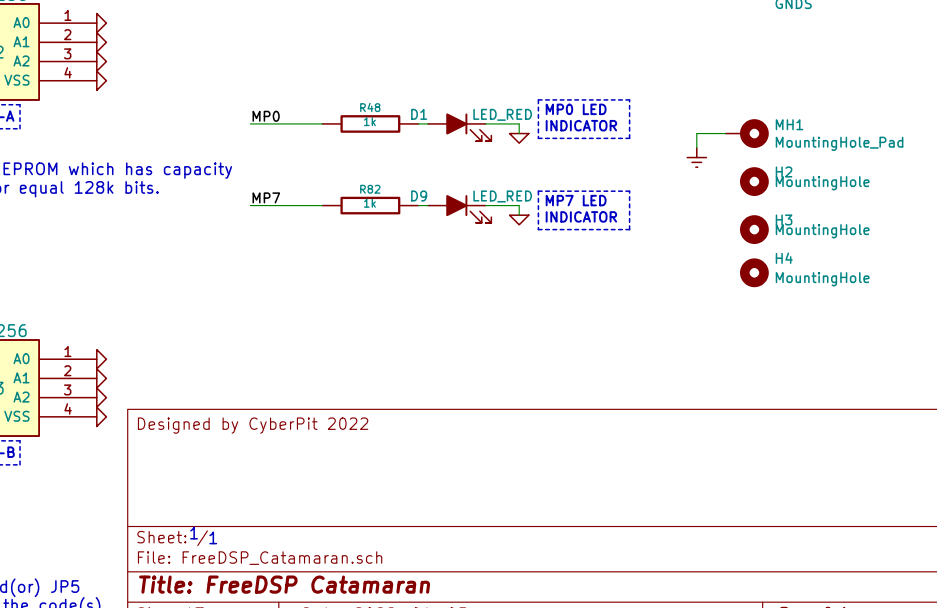 GNDS
A0 1
A1 2
A2 3
VSS 4
-A
MP0
R48
1k
D1
LED_RED
MP0 LED
INDICATOR
EPROM which has capacity
or equal 128k bits.
MP7
R82
1k
D9
LED_RED
MP7 LED
INDICATOR
MH1
MountingHole_Pad
H2
MountingHole
H3
MountingHole
H4
MountingHole
256
A0 1
A1 2
A2 3
VSS 4
-B
Designed by CyberPit 2022
Sheet: 1/1
File: FreeDSP_Catamaran.sch
Title: FreeDSP Catamaran
d(or) JP5
the code(s)